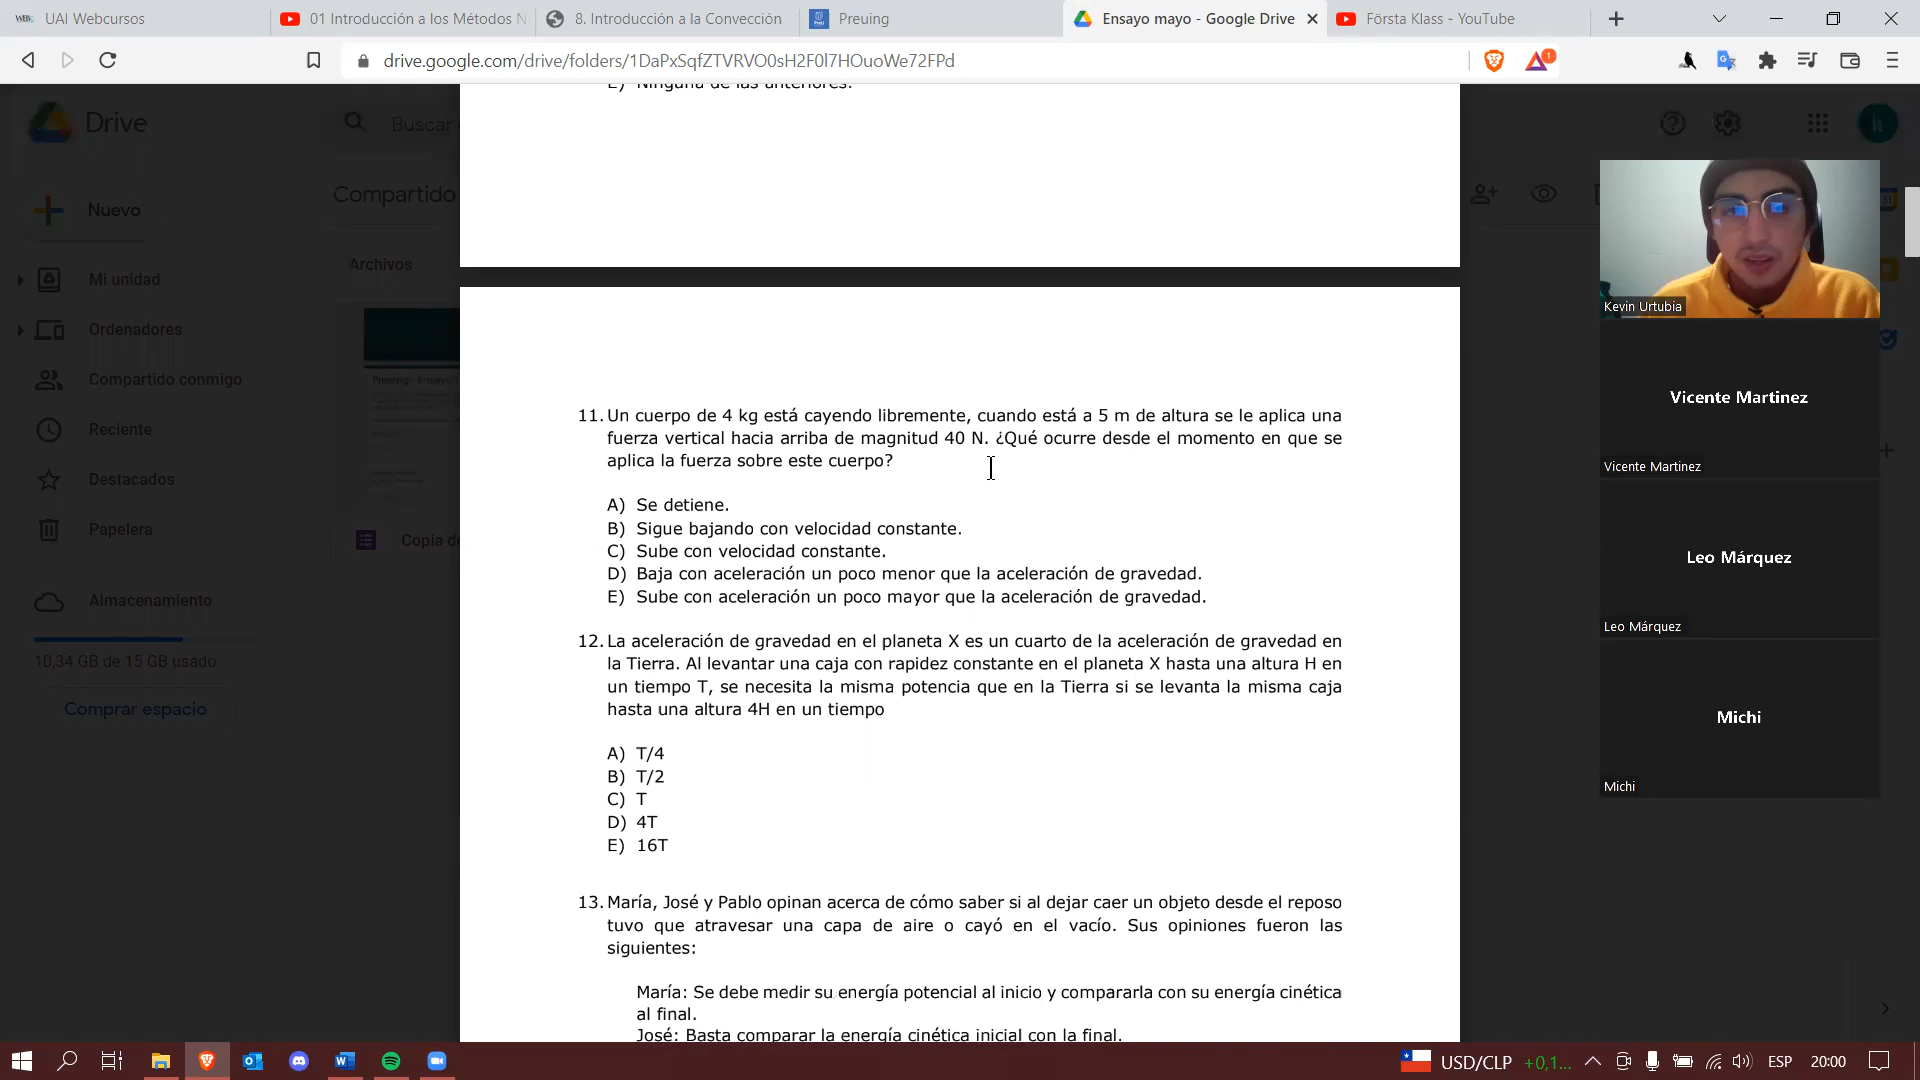 UAI Webcursos
01 Introducción a los Métodos N
8. Introducción a la Convección
Preuing
Ensayo mayo - Google Drive
Första Klass - YouTube
drive.google.com/drive/folders/1DaPxSqfZTVRVO0sH2F0l7HOuoWe72FPd
1
E) Ninguna de las anteriores.
Drive
Buscar
k
Nuevo
Compartido
Archivos
Mi unidad
Ordenadores
Compartido conmigo
Reciente
Destacados
Papelera
Copia de
Almacenamiento
10,34 GB de 15 GB usado
Comprar espacio
11. Un cuerpo de 4 kg está cayendo libremente, cuando está a 5 m de altura se le aplica una
fuerza vertical hacia arriba de magnitud 40 N. ¿Qué ocurre desde el momento en que se
aplica la fuerza sobre este cuerpo?
A) Se detiene.
B) Sigue bajando con velocidad constante.
C) Sube con velocidad constante.
D) Baja con aceleración un poco menor que la aceleración de gravedad.
E) Sube con aceleración un poco mayor que la aceleración de gravedad.
12. La aceleración de gravedad en el planeta X es un cuarto de la aceleración de gravedad en
la Tierra. Al levantar una caja con rapidez constante en el planeta X hasta una altura H en
un tiempo T, se necesita la misma potencia que en la Tierra si se levanta la misma caja
hasta una altura 4H en un tiempo
A) T/4
B) T/2
C) T
D) 4T
E) 16T
13. María, José y Pablo opinan acerca de cómo saber si al dejar caer un objeto desde el reposo
tuvo que atravesar una capa de aire o cayó en el vacío. Sus opiniones fueron las
siguientes:
María: Se debe medir su energía potencial al inicio y compararla con su energía cinética
al final.
José: Basta comparar la energía cinética inicial con la final.
Kevin Urtubia
Vicente Martinez
Vicente Martinez
Leo Márquez
Leo Márquez
Michi
Michi
USD/CLP +0,1...
ESP
20:00